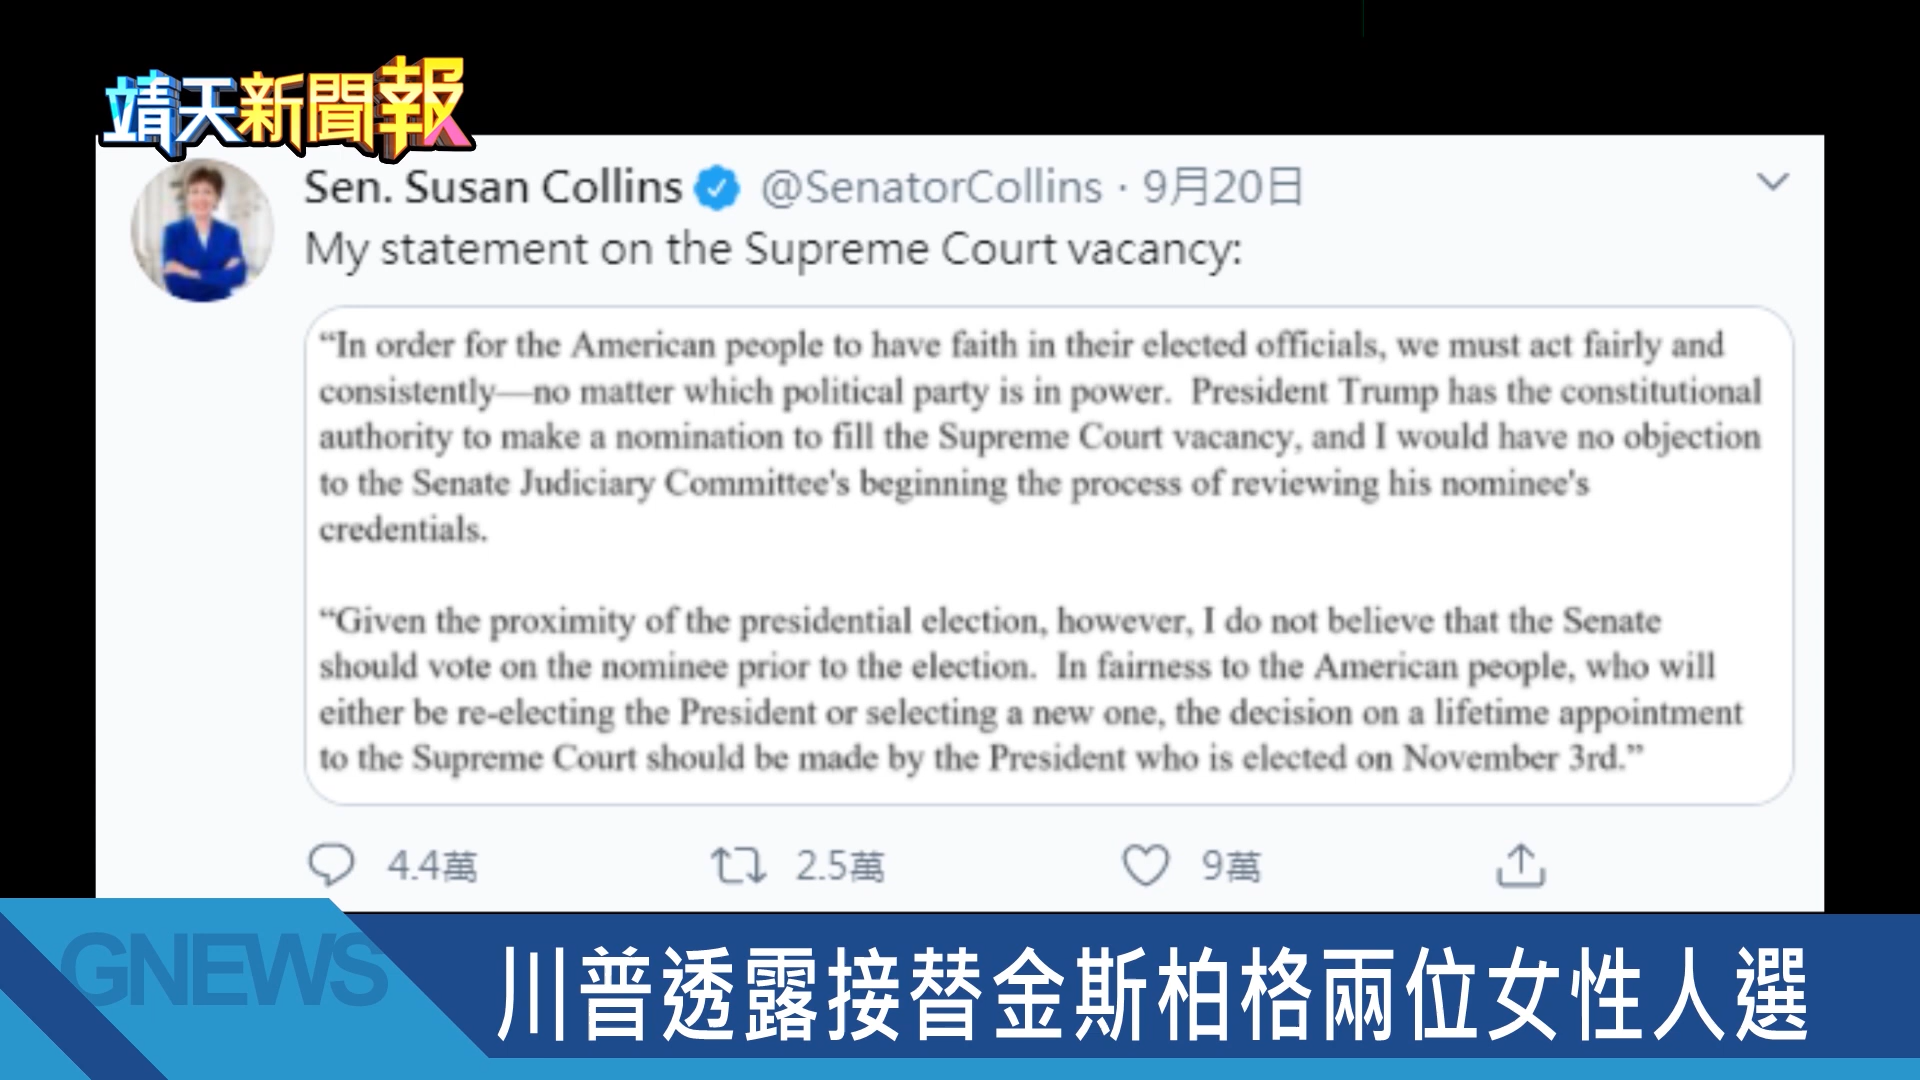 靖天新聞報
Sen. Susan Collins @SenatorCollins · 9月20日
My statement on the Supreme Court vacancy:
“In order for the American people to have faith in their elected officials, we must act fairly and
consistently—no matter which political party is in power.  President Trump has the constitutional
authority to make a nomination to fill the Supreme Court vacancy, and I would have no objection
to the Senate Judiciary Committee's beginning the process of reviewing his nominee's
credentials.
“Given the proximity of the presidential election, however, I do not believe that the Senate
should vote on the nominee prior to the election.  In fairness to the American people, who will
either be re-electing the President or selecting a new one, the decision on a lifetime appointment
to the Supreme Court should be made by the President who is elected on November 3rd.”
4.4萬 2.5萬 9萬
GNEWS
川普透露接替金斯柏格兩位女性人選